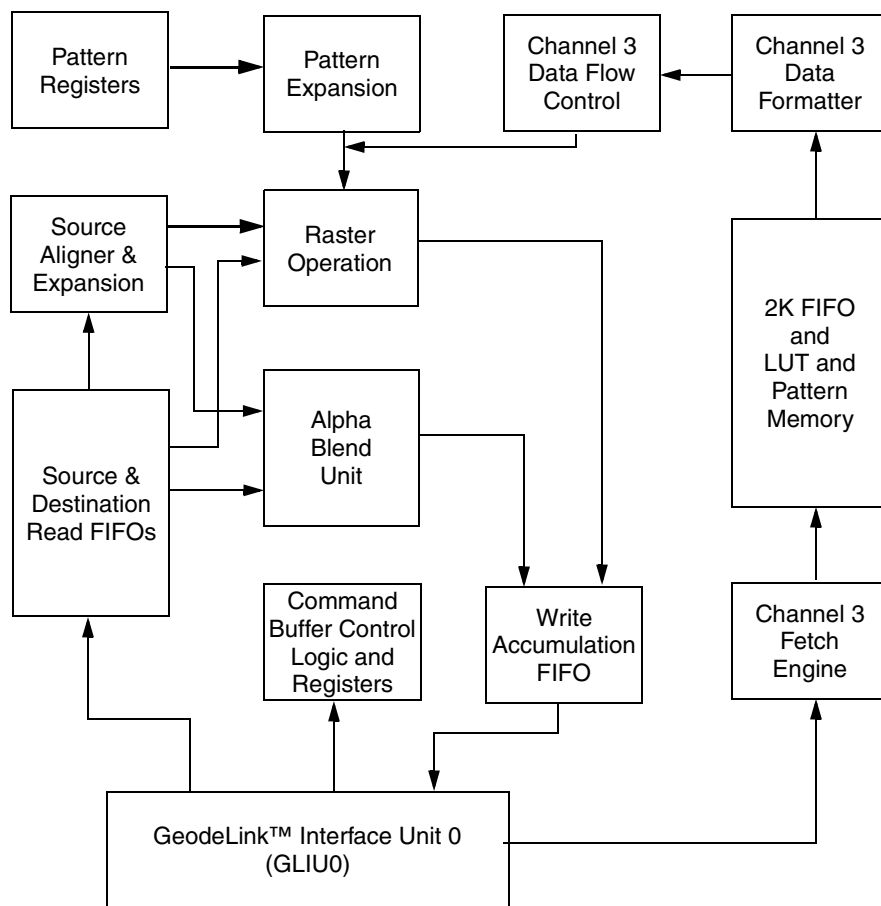 Pattern
Registers
Pattern
Expansion
Channel 3
Data Flow
Control
Channel 3
Data
Formatter
Source
Aligner &
Expansion
Raster
Operation
2K FIFO
and
LUT and
Pattern
Memory
Source &
Destination
Read FIFOs
Alpha
Blend
Unit
Command
Buffer Control
Logic and
Registers
Write
Accumulation
FIFO
Channel 3
Fetch
Engine
GeodeLink™ Interface Unit 0
(GLIU0)